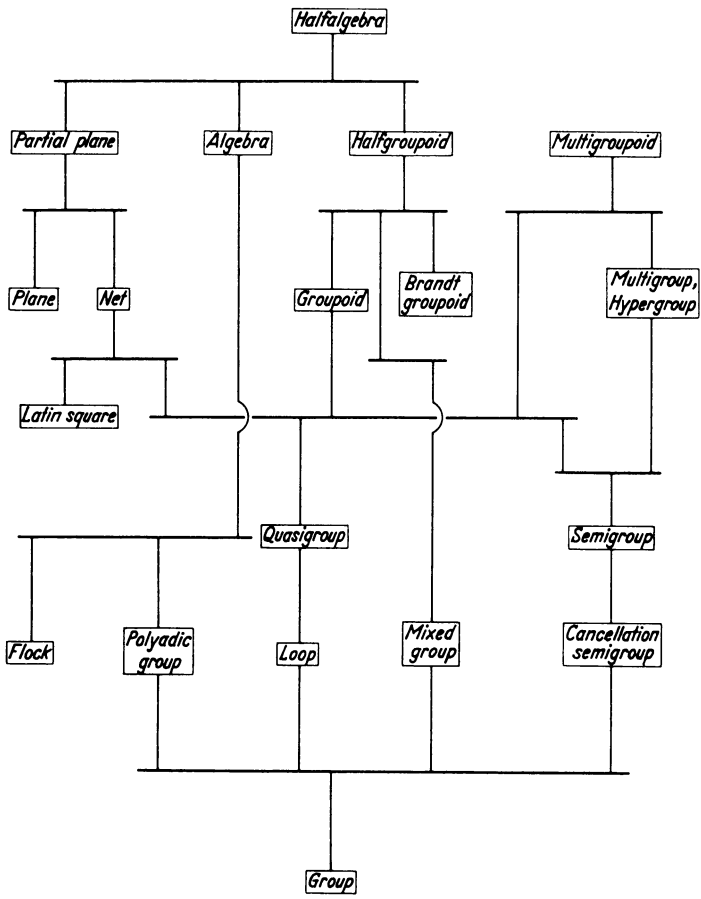 Halfalgebra
Partial plane
Algebra
Halfgroupoid
Multigroupoid
Plane
Net
Groupoid
Brandt
groupoid
Multigroup,
Hypergroup
Latin square
Quasigroup
Semigroup
Flock
Polyadic
group
Loop
Mixed
group
Cancellation
semigroup
Group